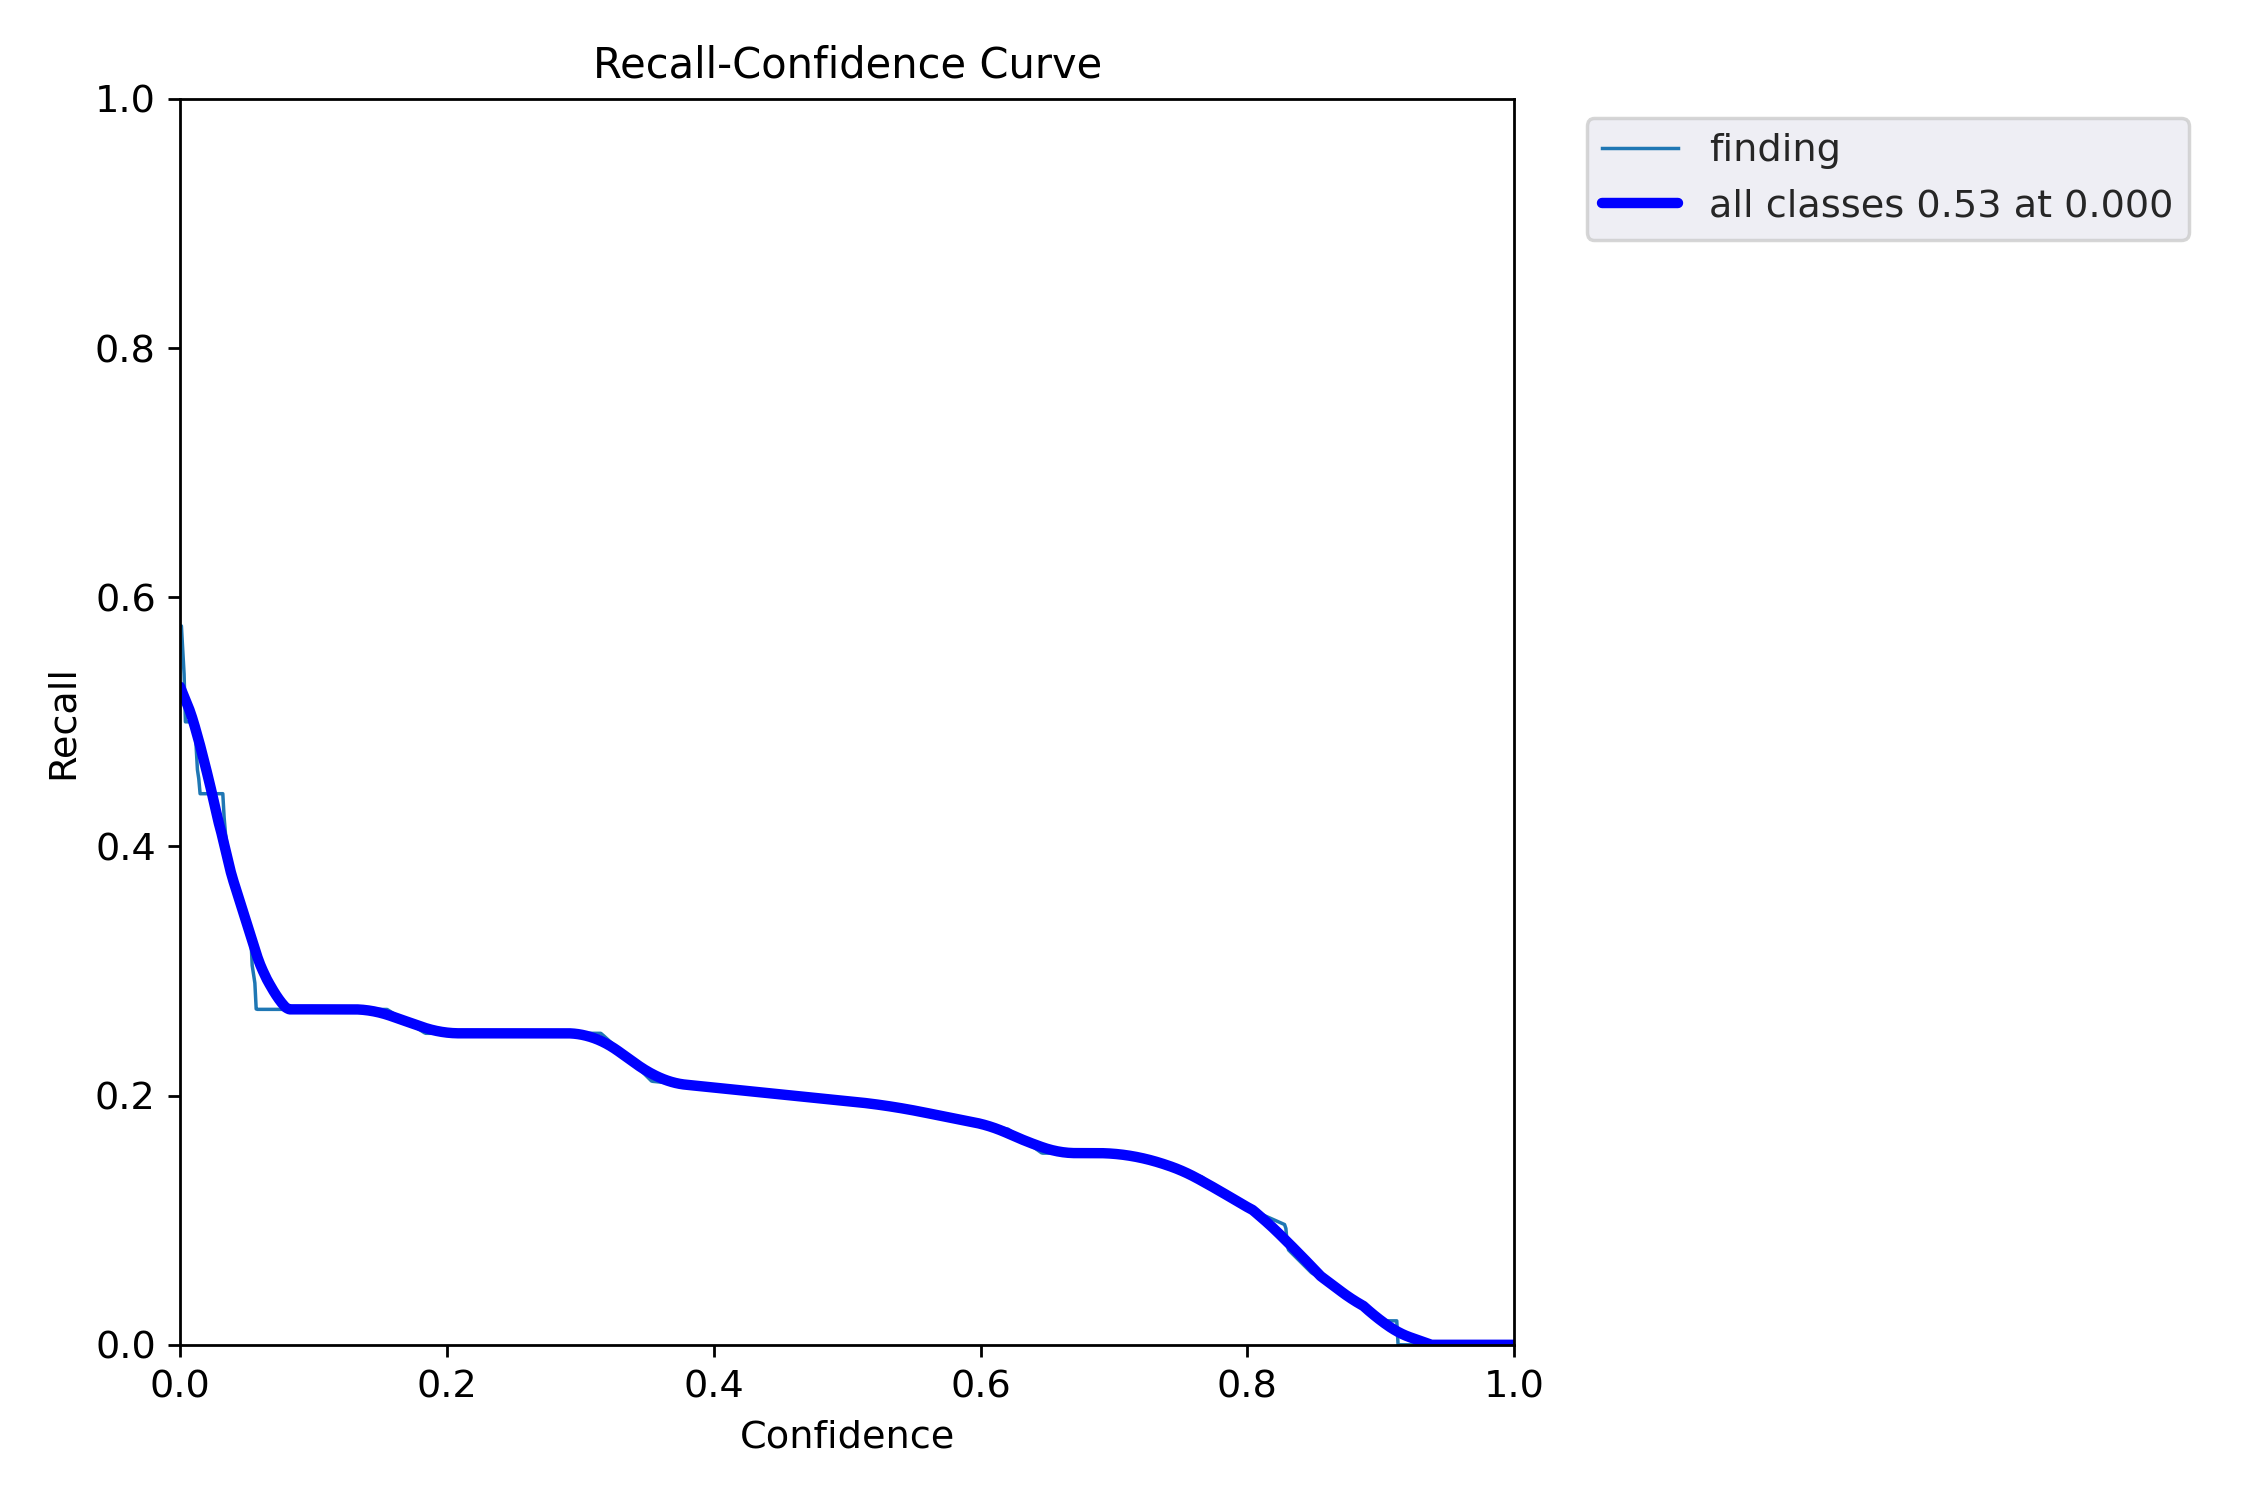 Recall-Confidence Curve
finding
all classes 0.53 at 0.000
1.0
0.8
0.6
0.4
0.2
0.0
Recall
0.0 0.2 0.4 0.6 0.8 1.0
Confidence